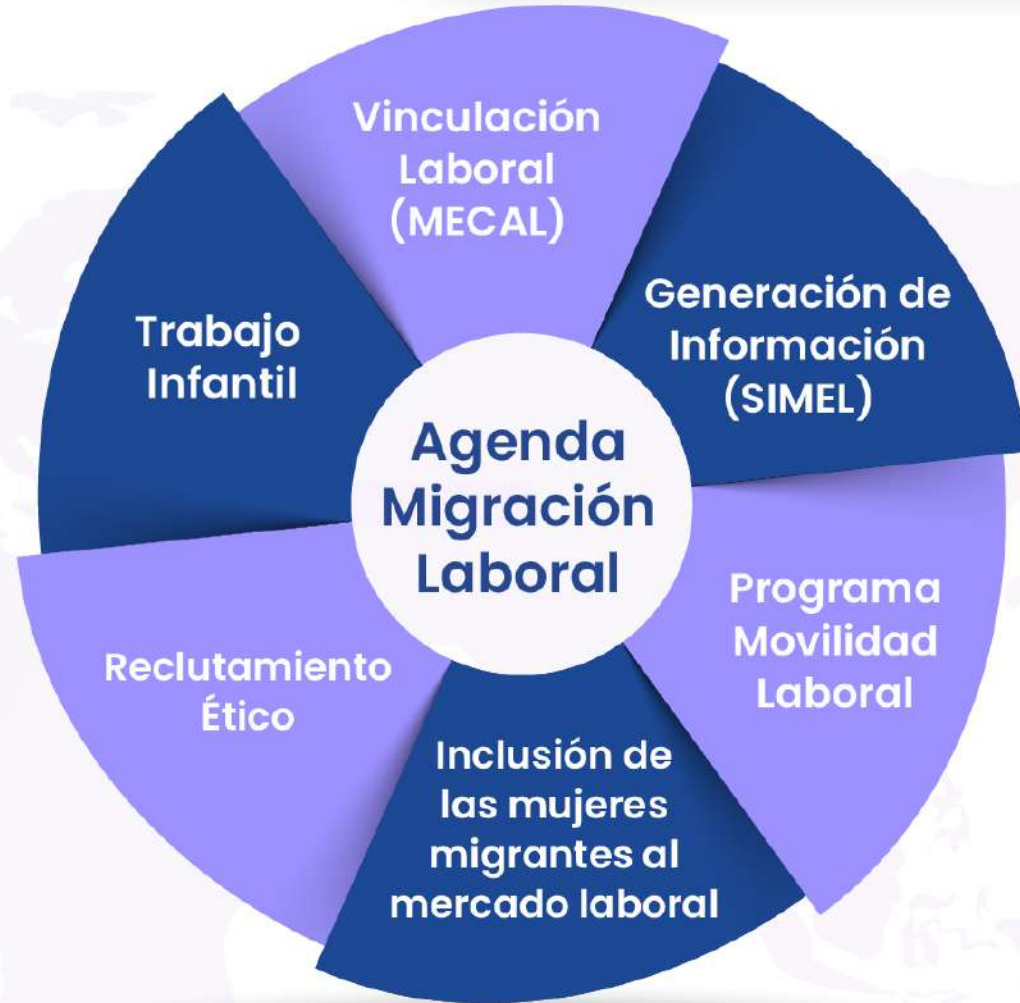 Vinculación
Laboral
(MECAL)
Generación de
Información
(SIMEL)
Programa
Movilidad
Laboral
Inclusión de
las mujeres
migrantes al
mercado laboral
Reclutamiento
Ético
Trabajo
Infantil
Agenda
Migración
Laboral